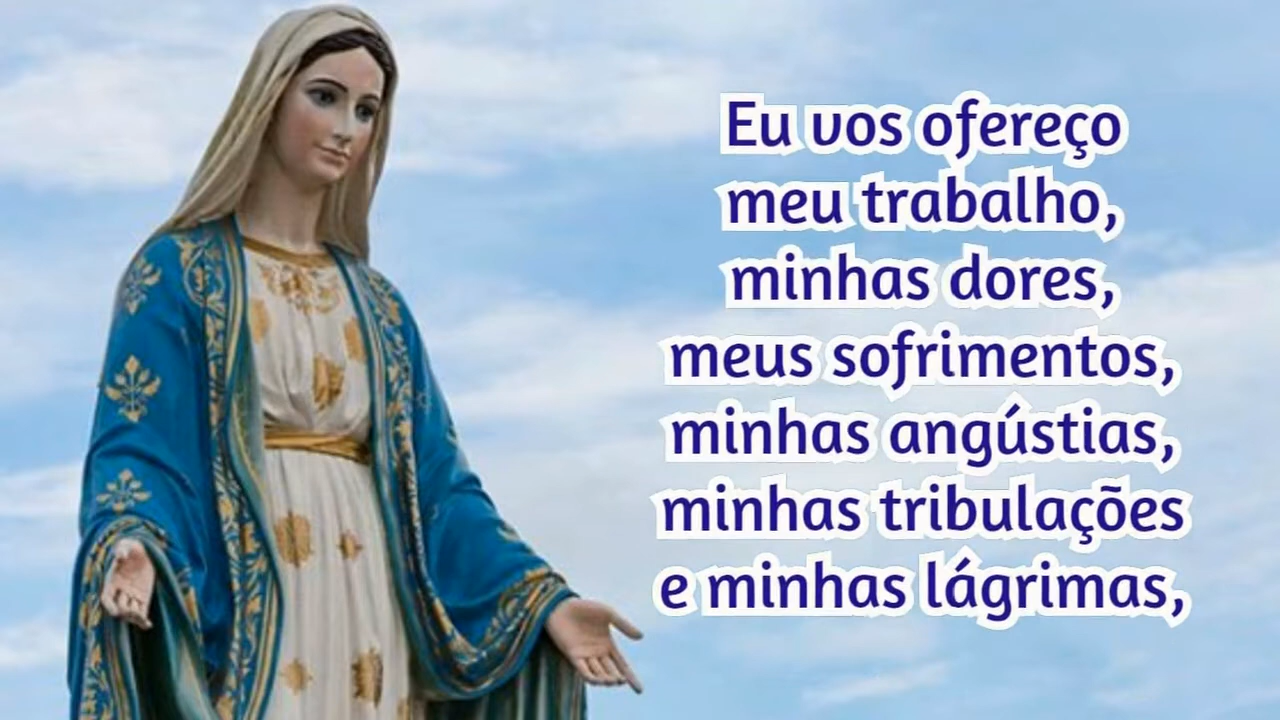 Eu vos ofereço
meu trabalho,
minhas dores,
meus sofrimentos,
minhas angústias,
minhas tribulações
e minhas lágrimas,